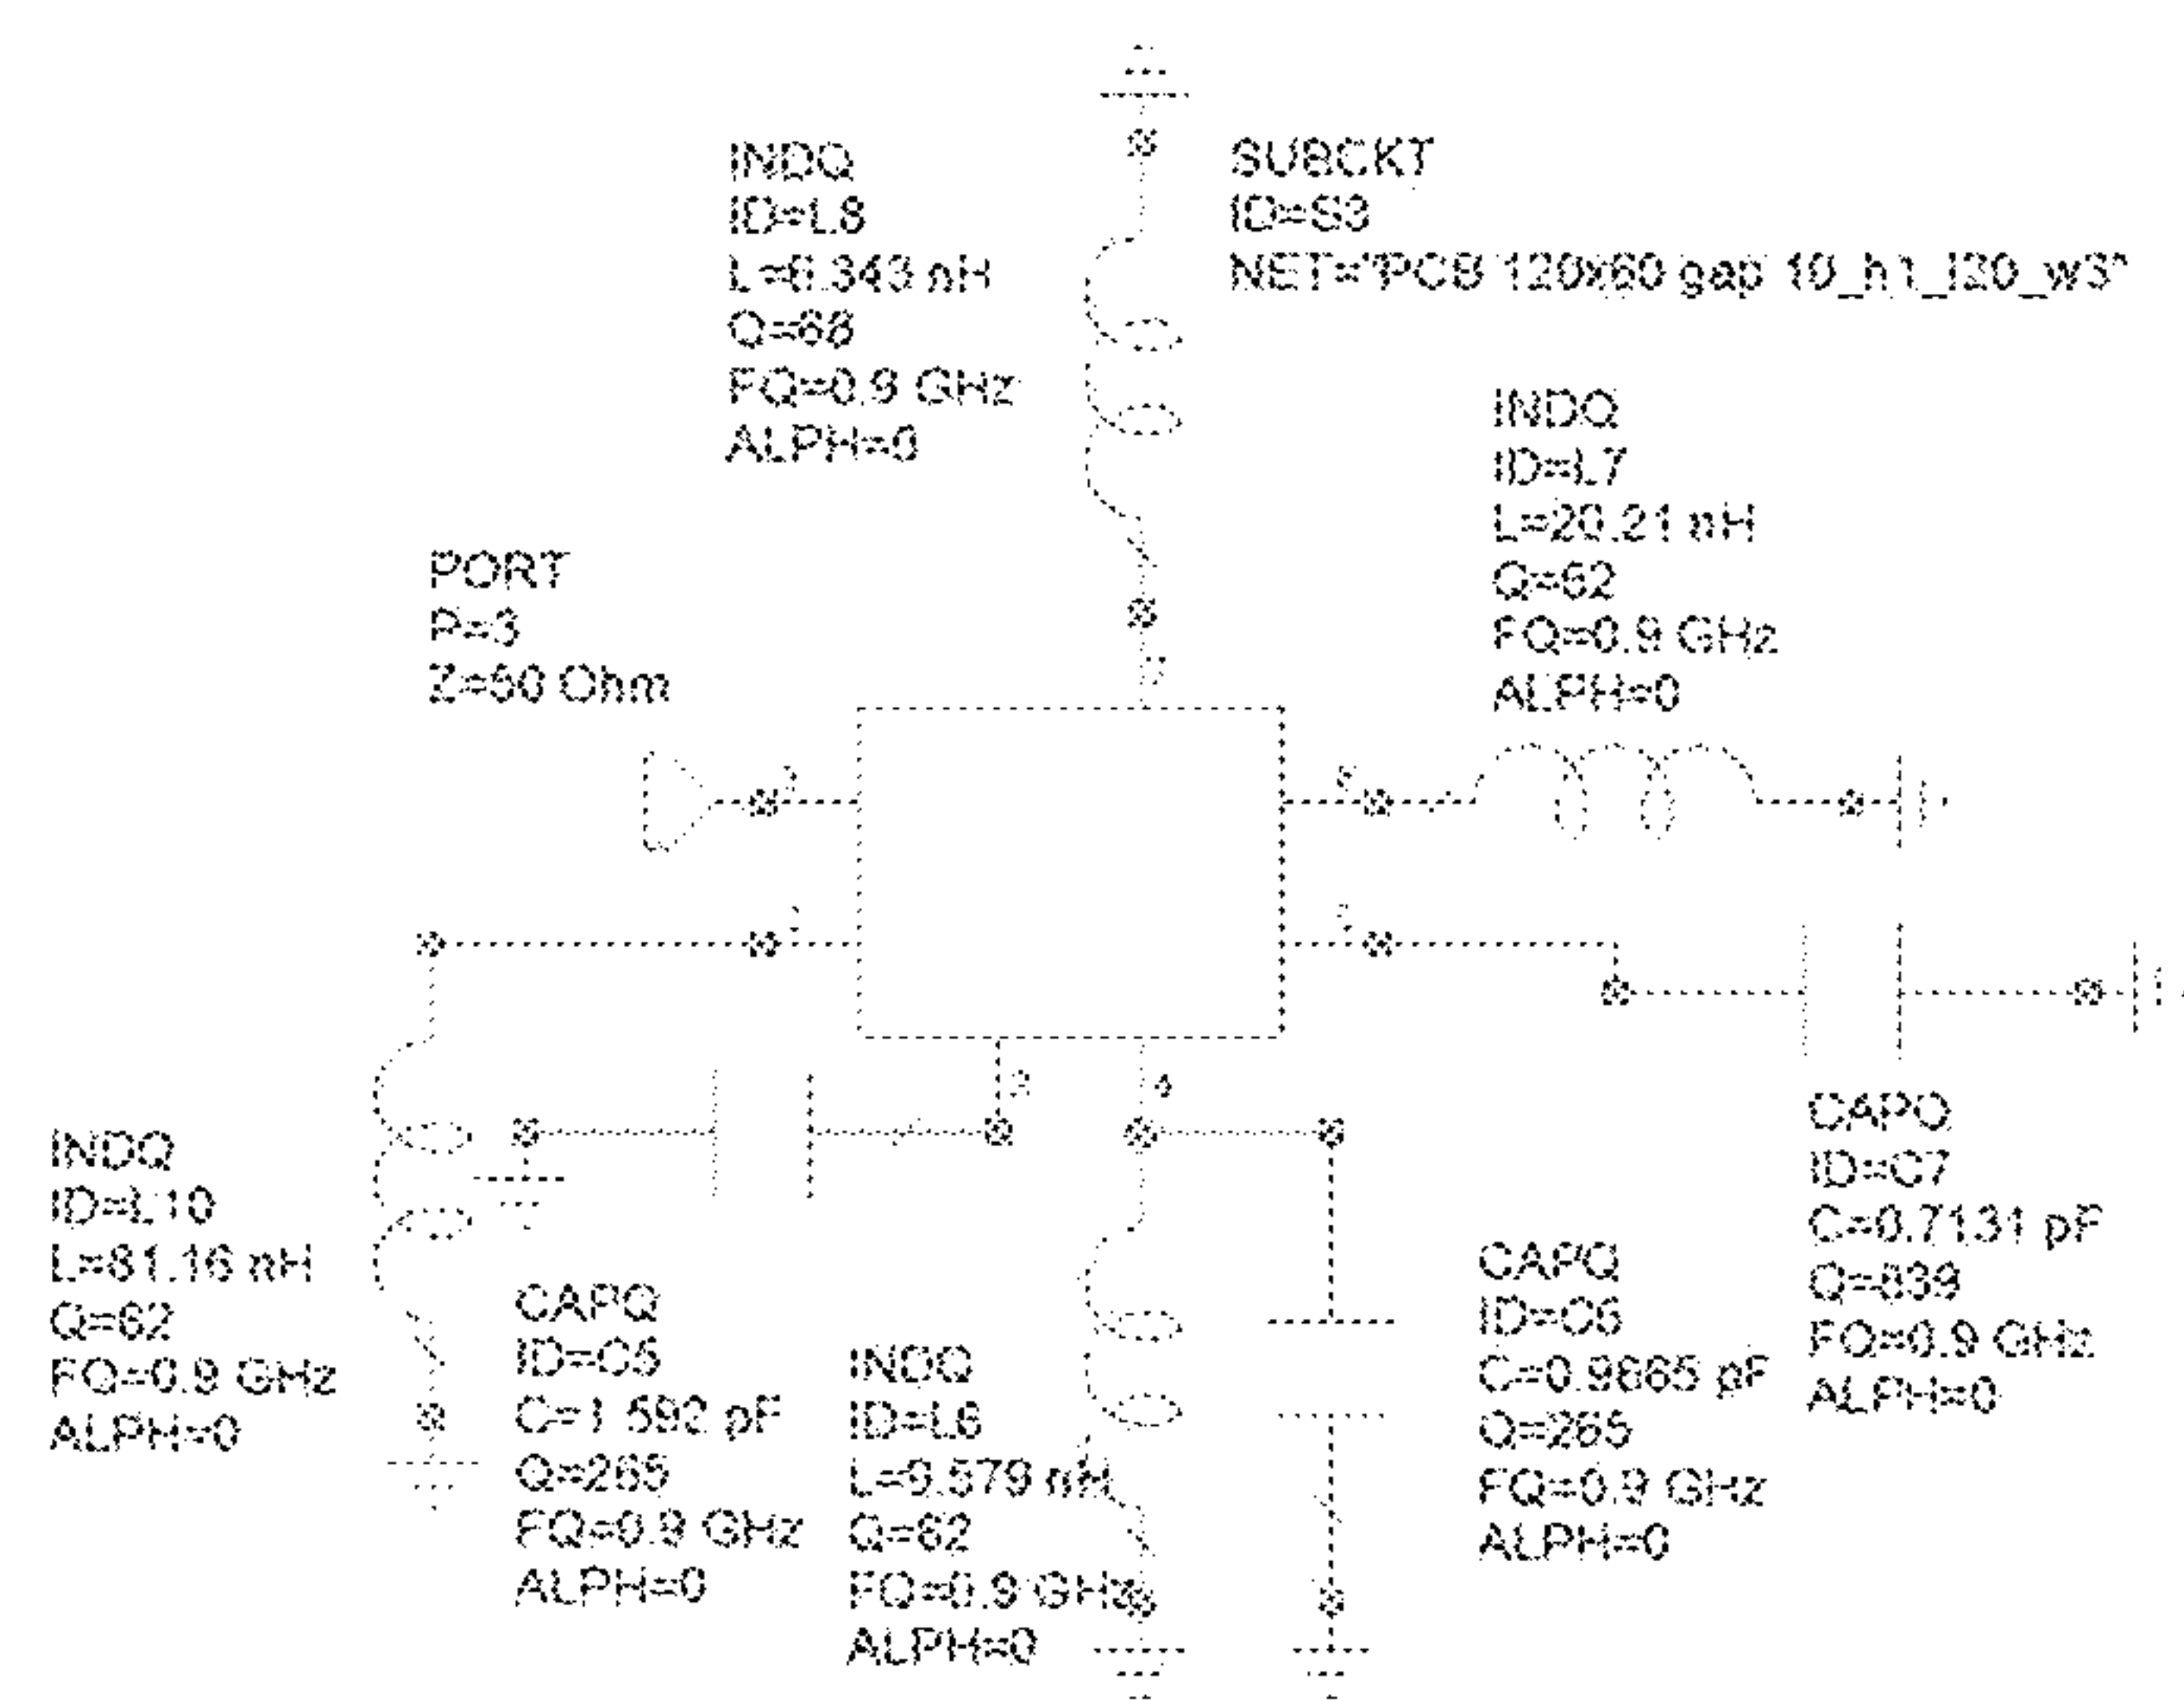 INDQ
ID=L8
L=6.343 nH
Q=68
FQ=0.9 GHz
ALPH=0
SUBCKT
ID=S3
NET="PCB 120x60 gap 10_h1_l20_w3"
INDQ
ID=L7
L=20.21 nH
Q=62
FQ=0.9 GHz
ALPH=0
PORT
P=3
Z=50 Ohm
INDQ
ID=L10
L=81.16 nH
Q=62
FQ=0.9 GHz
ALPH=0
CAPQ
ID=C5
C=1.592 pF
Q=265
FQ=0.9 GHz
ALPH=0
3
4
INDQ
ID=L6
L=9.579 nH
Q=62
FQ=0.9 GHz
ALPH=0
CAPQ
ID=C6
C=0.9665 pF
Q=265
FQ=0.9 GHz
ALPH=0
CAPQ
ID=C7
C=0.7131 pF
Q=839
FQ=0.9 GHz
ALPH=0